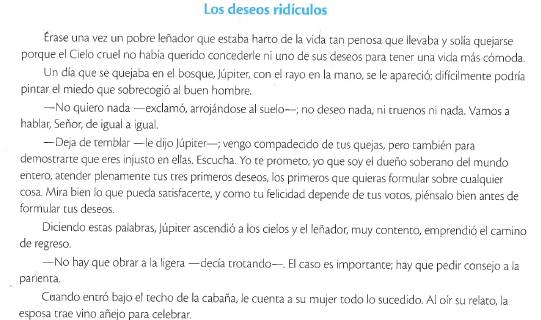 Los deseos ridículos
Érase una vez un pobre leñador que estaba harto de la vida tan penosa que llevaba y solía quejarse
porque el Cielo cruel no había querido concederle ni uno de sus deseos para tener una vida más cómoda.
Un día que se quejaba en el bosque, Júpiter, con el rayo en la mano, se le apareció; difícilmente podría
pintar el miedo que sobrecogió al buen hombre.
—No quiero nada —exclamó, arrojándose al suelo—; no deseo nada, ni truenos ni nada. Vamos a
hablar, Señor, de igual a igual.
—Deja de temblar —le dijo Júpiter—; vengo compadecido de tus quejas, pero también para
demostrarte que eres injusto en ellas. Escucha. Yo te prometo, yo que soy el dueño soberano del mundo
entero, atender plenamente tus tres primeros deseos, los primeros que quieras formular sobre cualquier
cosa. Mira bien lo que pueda satisfacerte, y como tu felicidad depende de tus votos, piénsalo bien antes de
formular tus deseos.
Diciendo estas palabras, Júpiter ascendió a los cielos y el leñador, muy contento, emprendió el camino
de regreso.
—No hay que obrar a la ligera —decía trotando—. El caso es importante; hay que pedir consejo a la
parienta.
Cuando entró bajo el techo de la cabaña, le cuenta a su mujer todo lo sucedido. Al oír su relato, la
esposa trae vino añejo para celebrar.